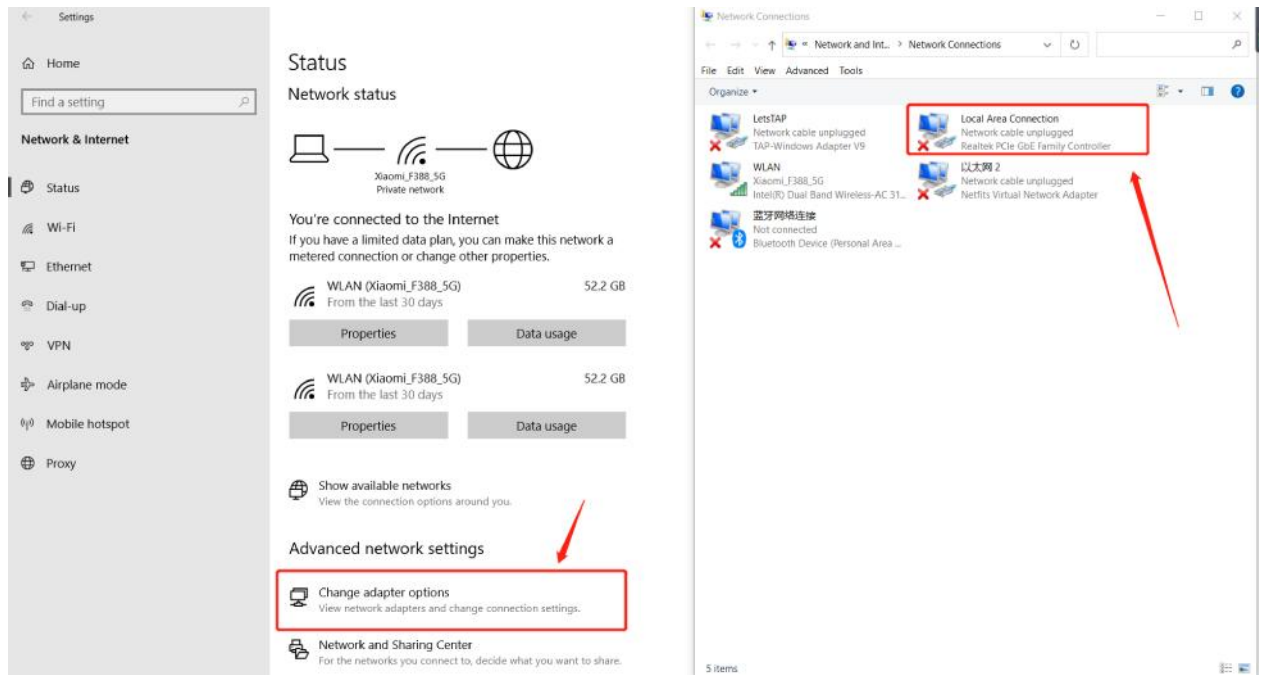 Settings
Home
Find a setting
Network & Internet
Status
Wi-Fi
Ethernet
Dial-up
VPN
Airplane mode
Mobile hotspot
Proxy
Status
Network status
Xiaomi_F388_5G
Private network
You're connected to the Internet
If you have a limited data plan, you can make this network a
metered connection or change other properties.
WLAN (Xiaomi_F388_5G)
52.2 GB
From the last 30 days
Properties
Data usage
WLAN (Xiaomi_F388_5G)
52.2 GB
From the last 30 days
Properties
Data usage
Show available networks
View the connection options around you.
Advanced network settings
Change adapter options
View network adapters and change connection settings.
Network and Sharing Center
For the networks you connect to, decide what you want to share.
Network Connections
Network and Int... > Network Connections
File Edit View Advanced Tools
Organize
LetsTAP
Network cable unplugged
TAP-Windows Adapter V9
Local Area Connection
Network cable unplugged
Realtek PCIe GbE Family Controller
WLAN
Xiaomi_F388_5G
Intel(R) Dual Band Wireless-AC 31...
以太网 2
Network cable unplugged
Netfits Virtual Network Adapter
蓝牙网络连接
Not connected
Bluetooth Device (Personal Area ...
5 items